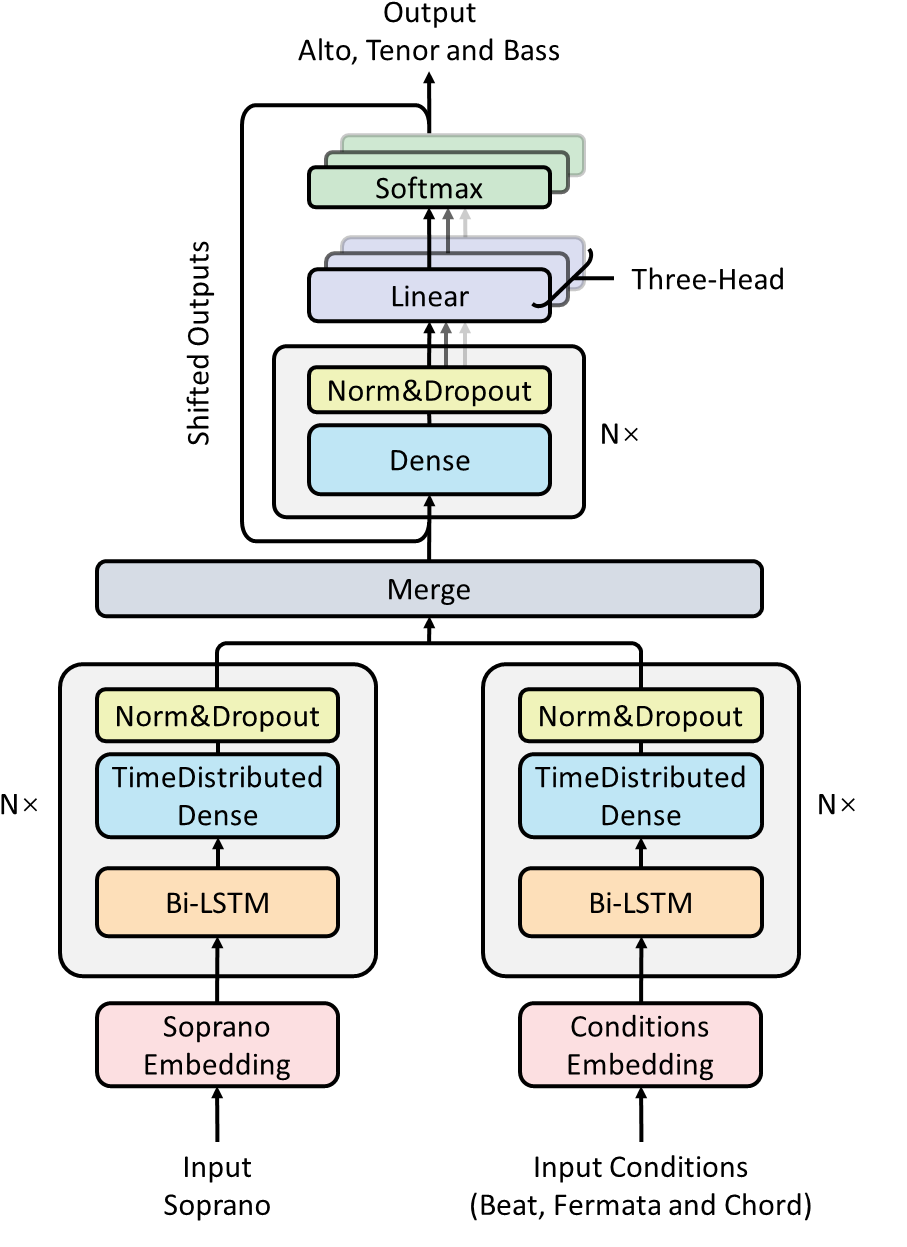 Output
Alto, Tenor and Bass
Softmax
Shifted Outputs
Linear
Three-Head
Norm&Dropout
Dense
N×
Merge
Norm&Dropout
TimeDistributed
Dense
Bi-LSTM
N×
Soprano
Embedding
Input
Soprano
Norm&Dropout
TimeDistributed
Dense
Bi-LSTM
N×
Conditions
Embedding
Input Conditions
(Beat, Fermata and Chord)